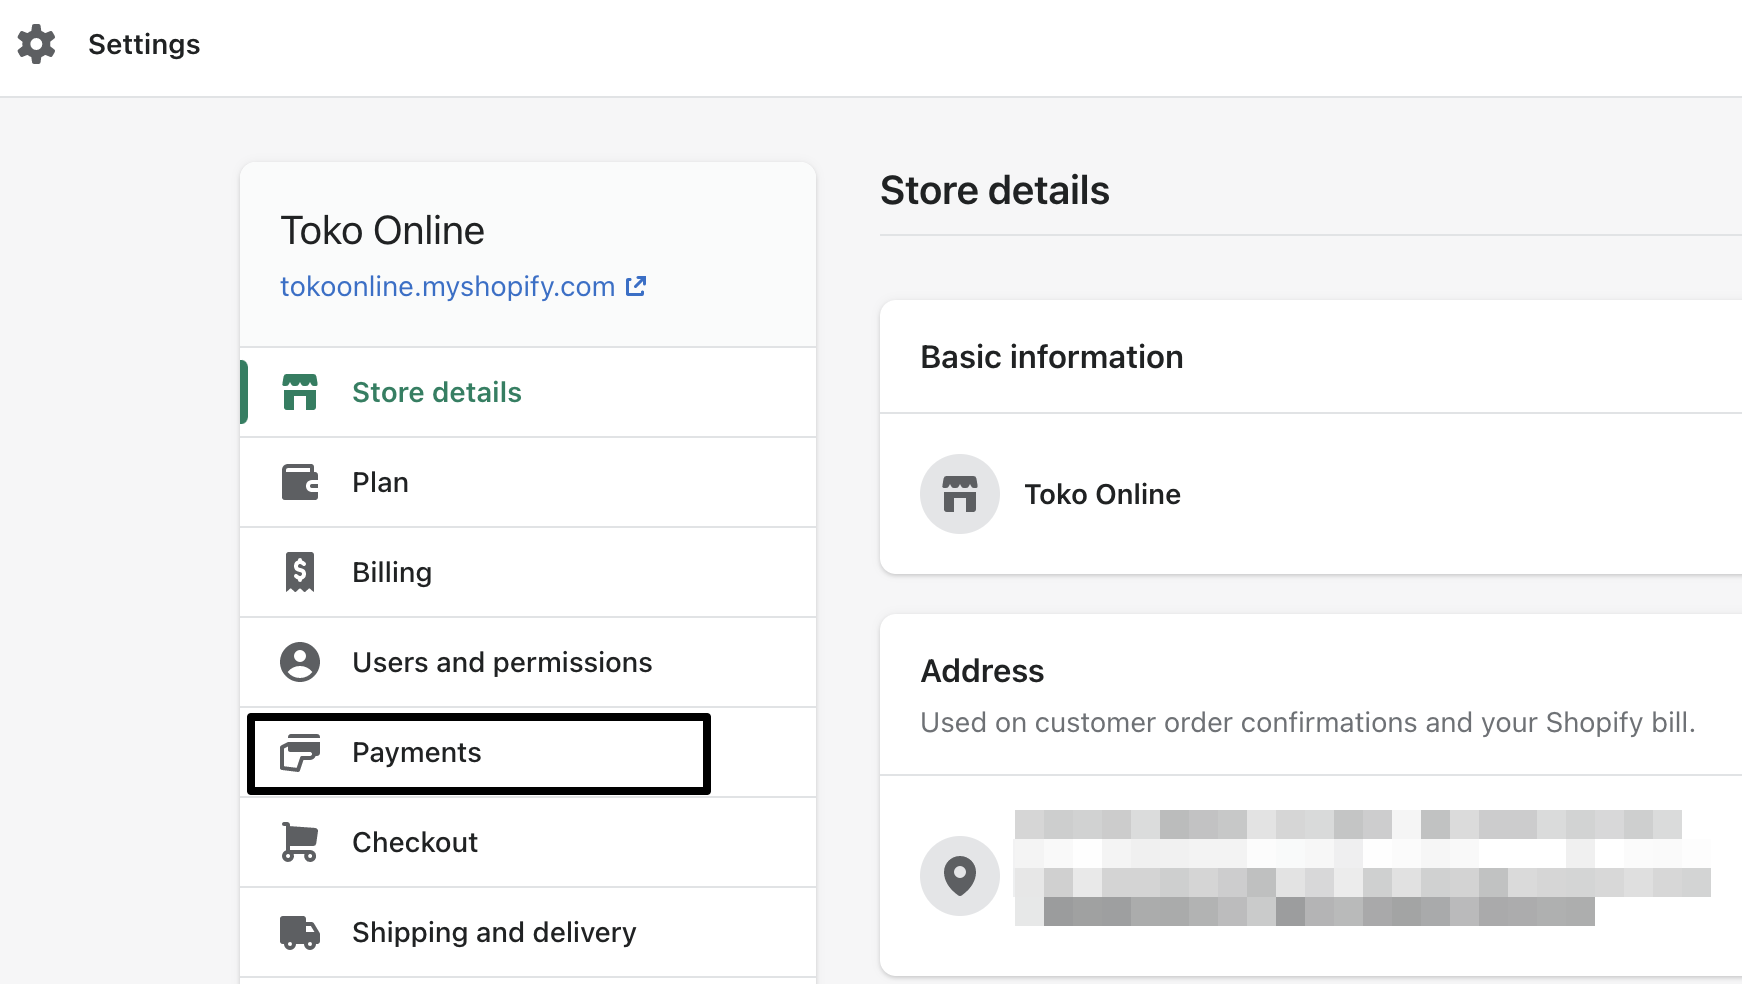 Settings
Toko Online
tokoonline.myshopify.com
Store details
Plan
Billing
Users and permissions
Payments
Checkout
Shipping and delivery
Store details
Basic information
Toko Online
Address
Used on customer order confirmations and your Shopify bill.